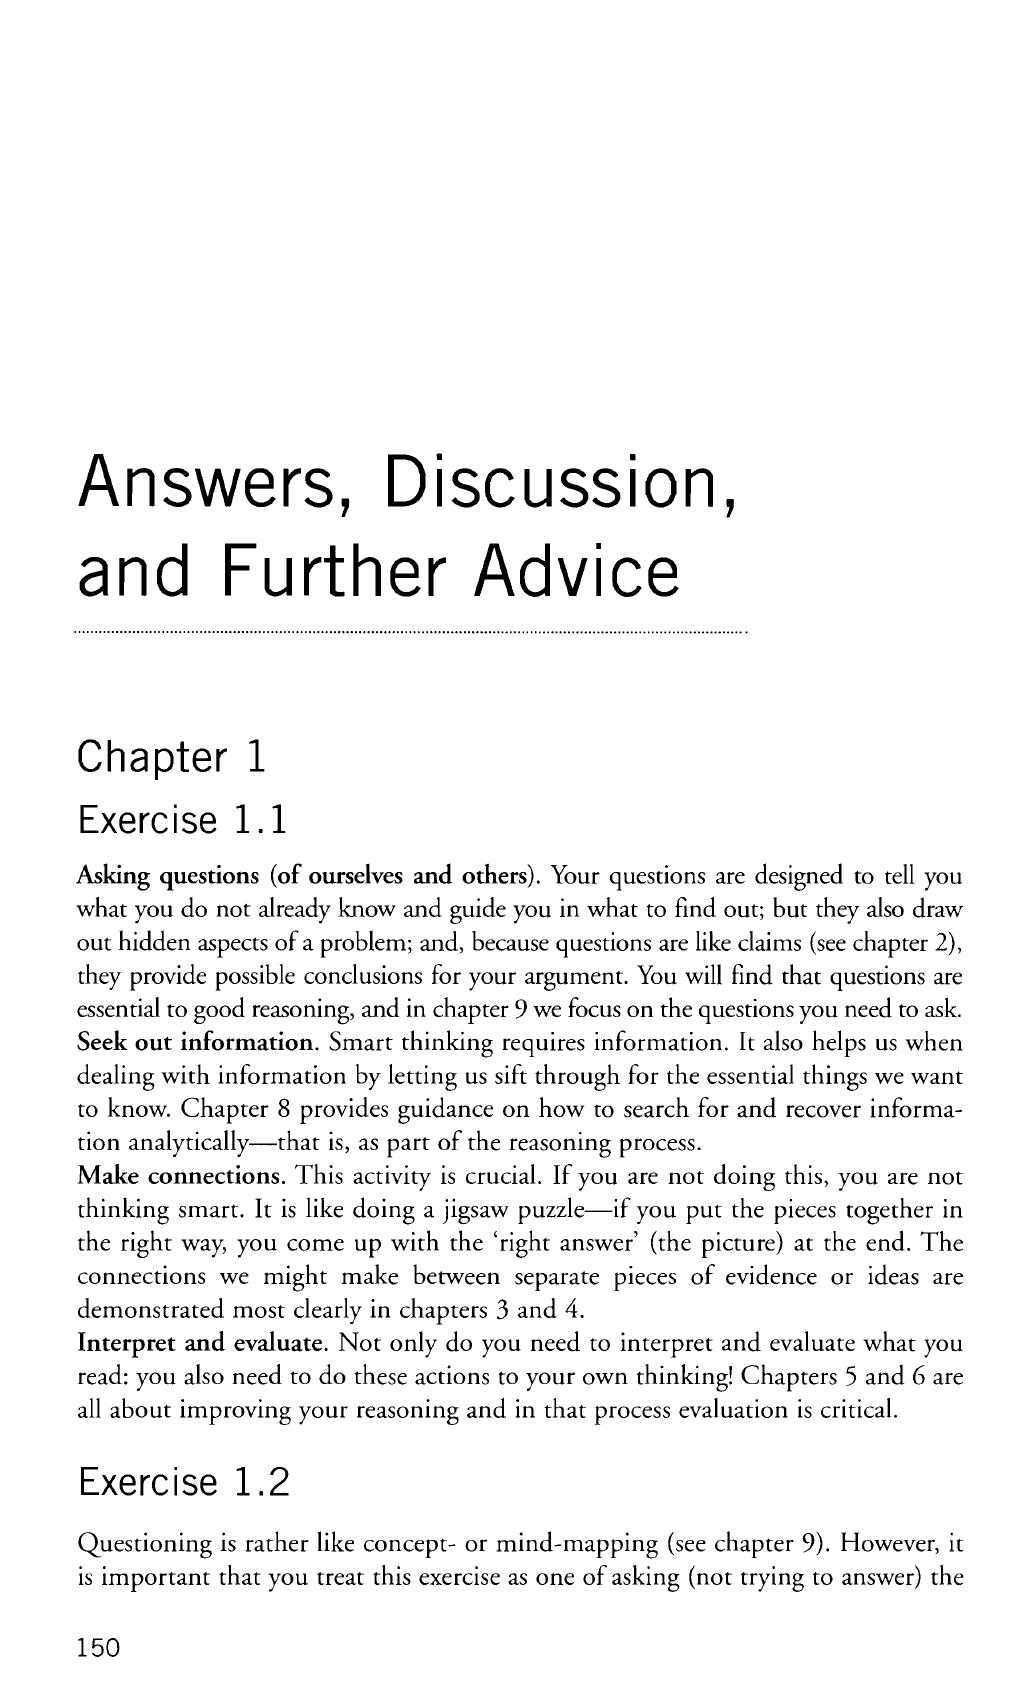 Answers, Discussion,
and Further Advice
Chapter 1
Exercise 1.1
Asking questions (of ourselves and others). Your questions are designed to tell you
what you do not already know and guide you in what to find out; but they also draw
out hidden aspects of a problem; and, because questions are like claims (see chapter 2),
they provide possible conclusions for your argument. You will find that questions are
essential to good reasoning, and in chapter 9 we focus on the questions you need to ask.
Seek out information. Smart thinking requires information. It also helps us when
dealing with information by letting us sift through for the essential things we want
to know. Chapter 8 provides guidance on how to search for and recover informa-
tion analytically—that is, as part of the reasoning process.
Make connections. This activity is crucial. If you are not doing this, you are not
thinking smart. It is like doing a jigsaw puzzle—if you put the pieces together in
the right way, you come up with the ‘right answer’ (the picture) at the end. The
connections we might make between separate pieces of evidence or ideas are
demonstrated most clearly in chapters 3 and 4.
Interpret and evaluate. Not only do you need to interpret and evaluate what you
read: you also need to do these actions to your own thinking! Chapters 5 and 6 are
all about improving your reasoning and in that process evaluation is critical.
Exercise 1.2
Questioning is rather like concept- or mind-mapping (see chapter 9). However, it
is important that you treat this exercise as one of asking (not trying to answer) the
150